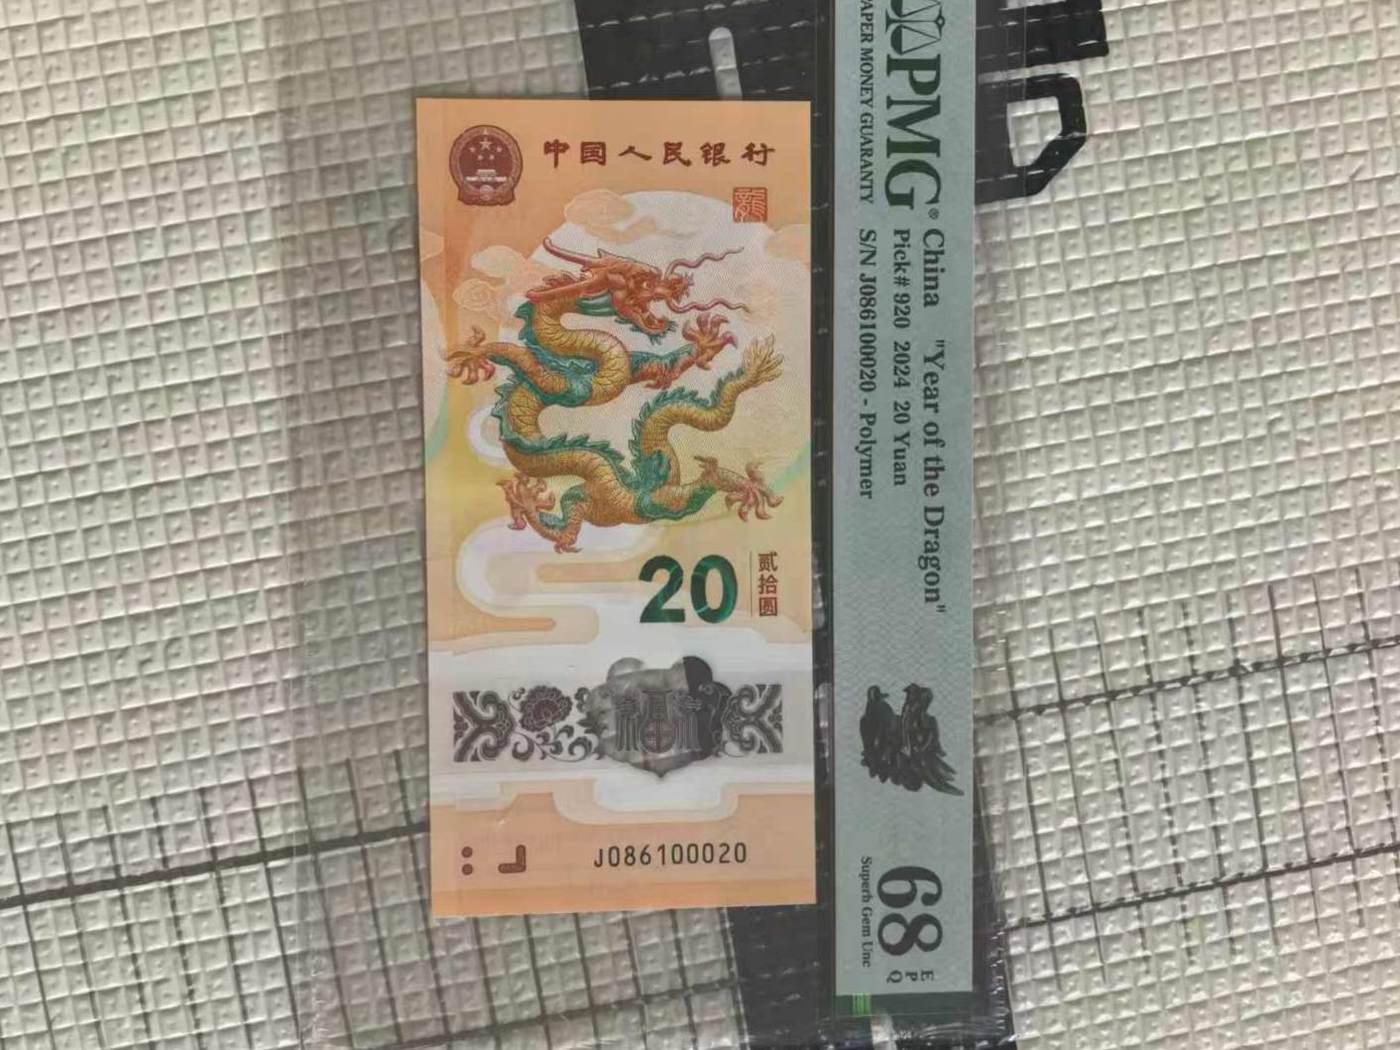 中国人民银行
龍
20
贰拾圆
J086100020
PAPER MONEY GUARANTY
PMG®
China "Year of the Dragon"
Pick# 920 2024 20 Yuan
S/N J086100020 - Polymer
68 EPQ
Superb Gem Unc